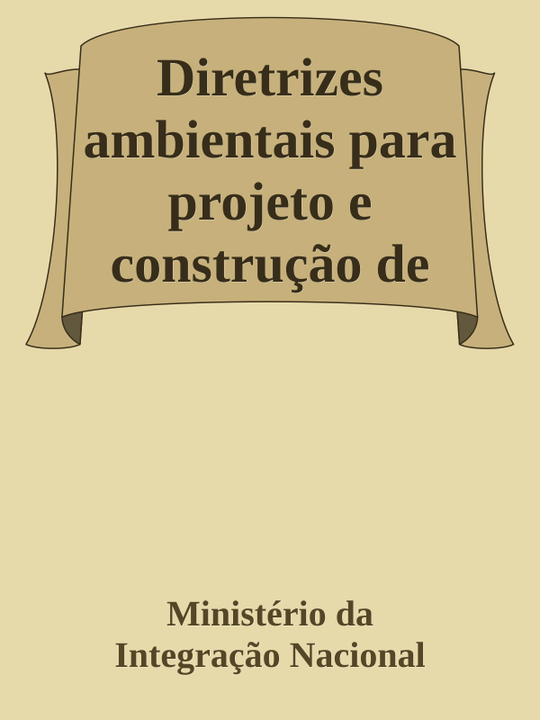 Diretrizes
ambientais para
projeto e
construção de
Ministério da
Integração Nacional